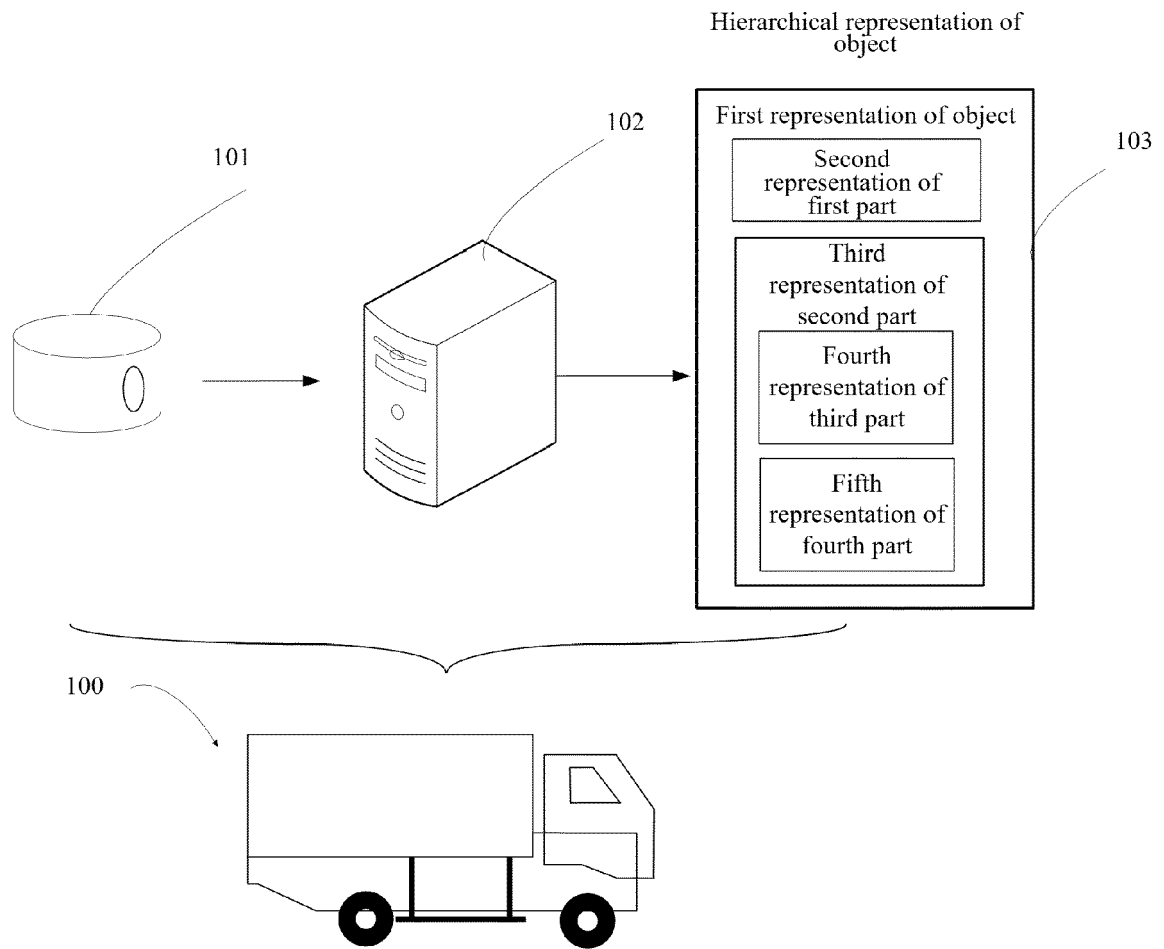 Hierarchical representation of
object
First representation of object
102
103
101
Second
representation of
first part
Third
representation of
second part
Fourth
representation of
third part
Fifth
representation of
fourth part
100